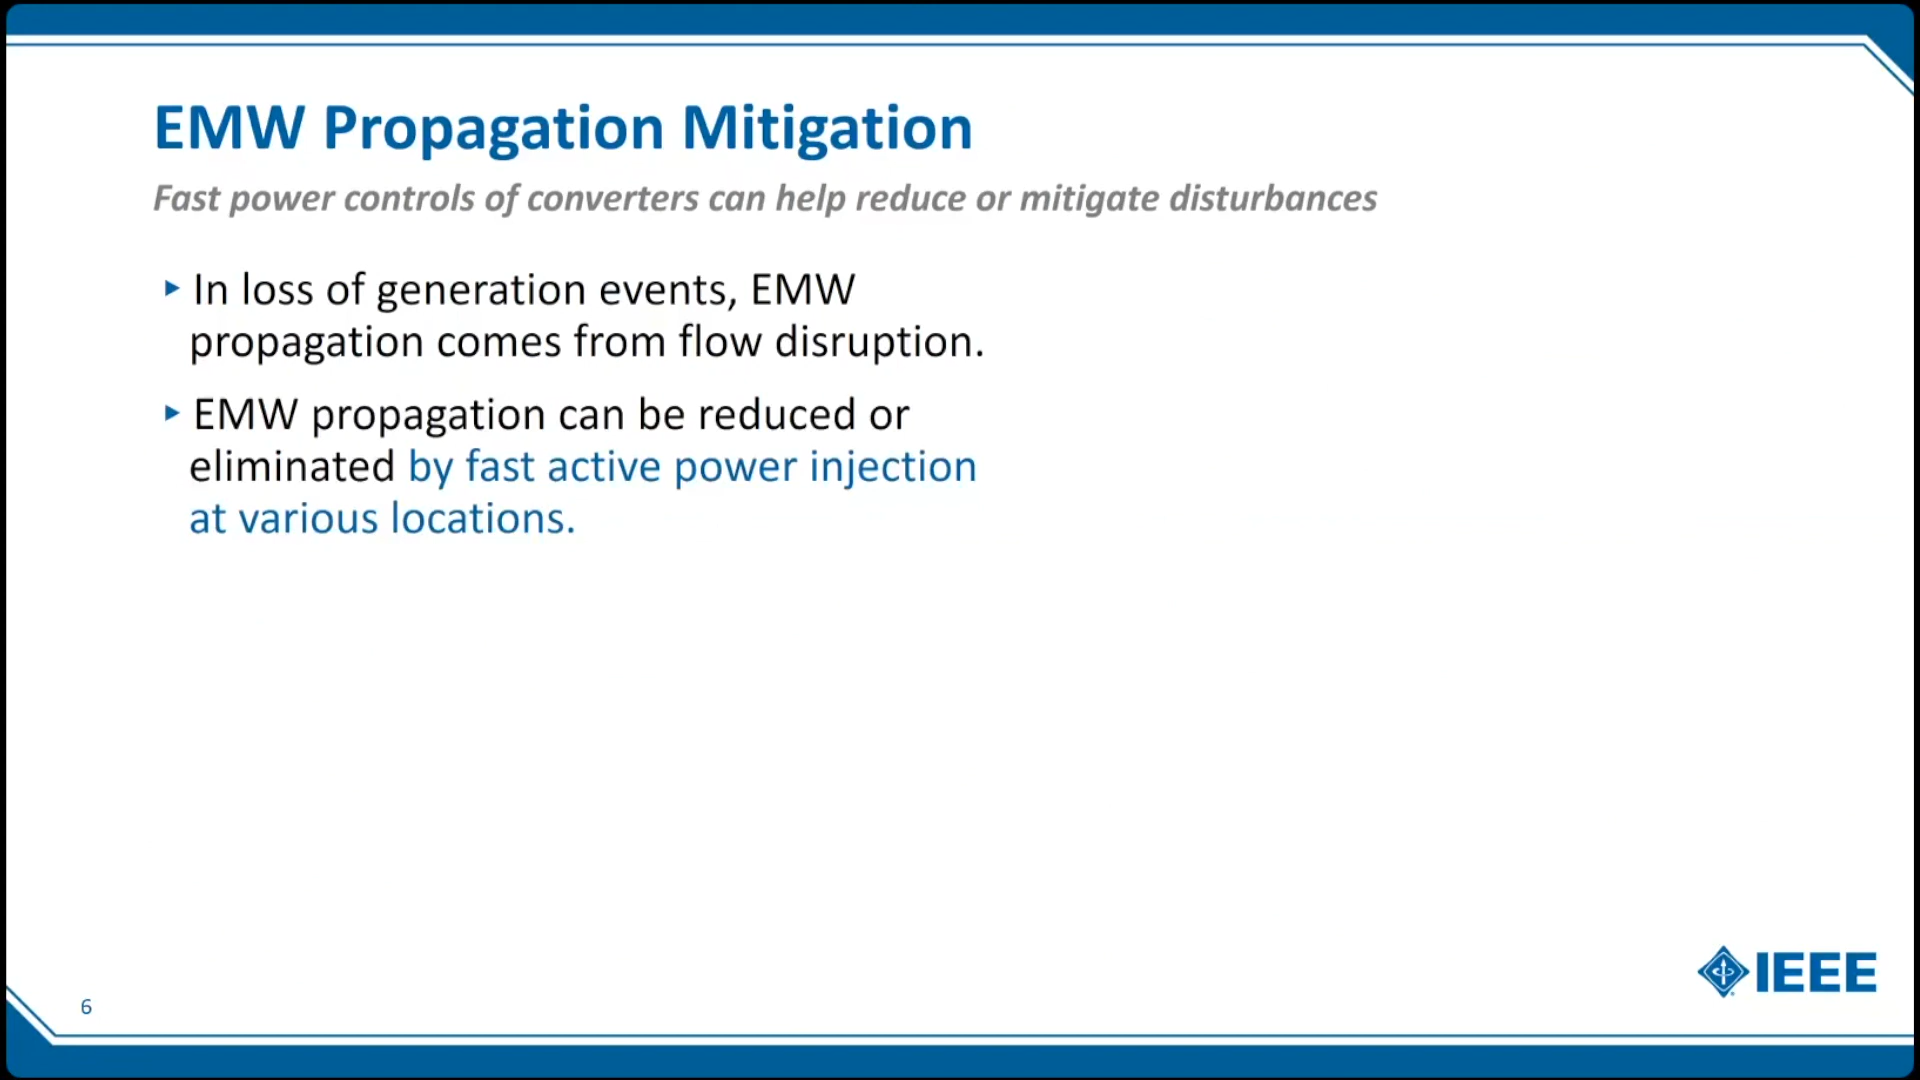 EMW Propagation Mitigation
Fast power controls of converters can help reduce or mitigate disturbances
▸ In loss of generation events, EMW
propagation comes from flow disruption.
▸ EMW propagation can be reduced or
eliminated by fast active power injection
at various locations.
IEEE
6